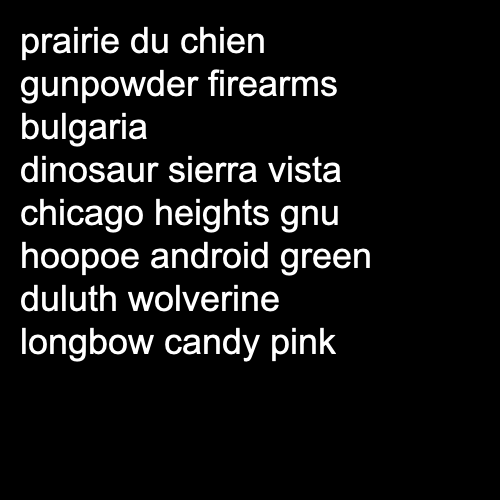 prairie du chien
gunpowder firearms
bulgaria
dinosaur sierra vista
chicago heights gnu
hoopoe android green
duluth wolverine
longbow candy pink